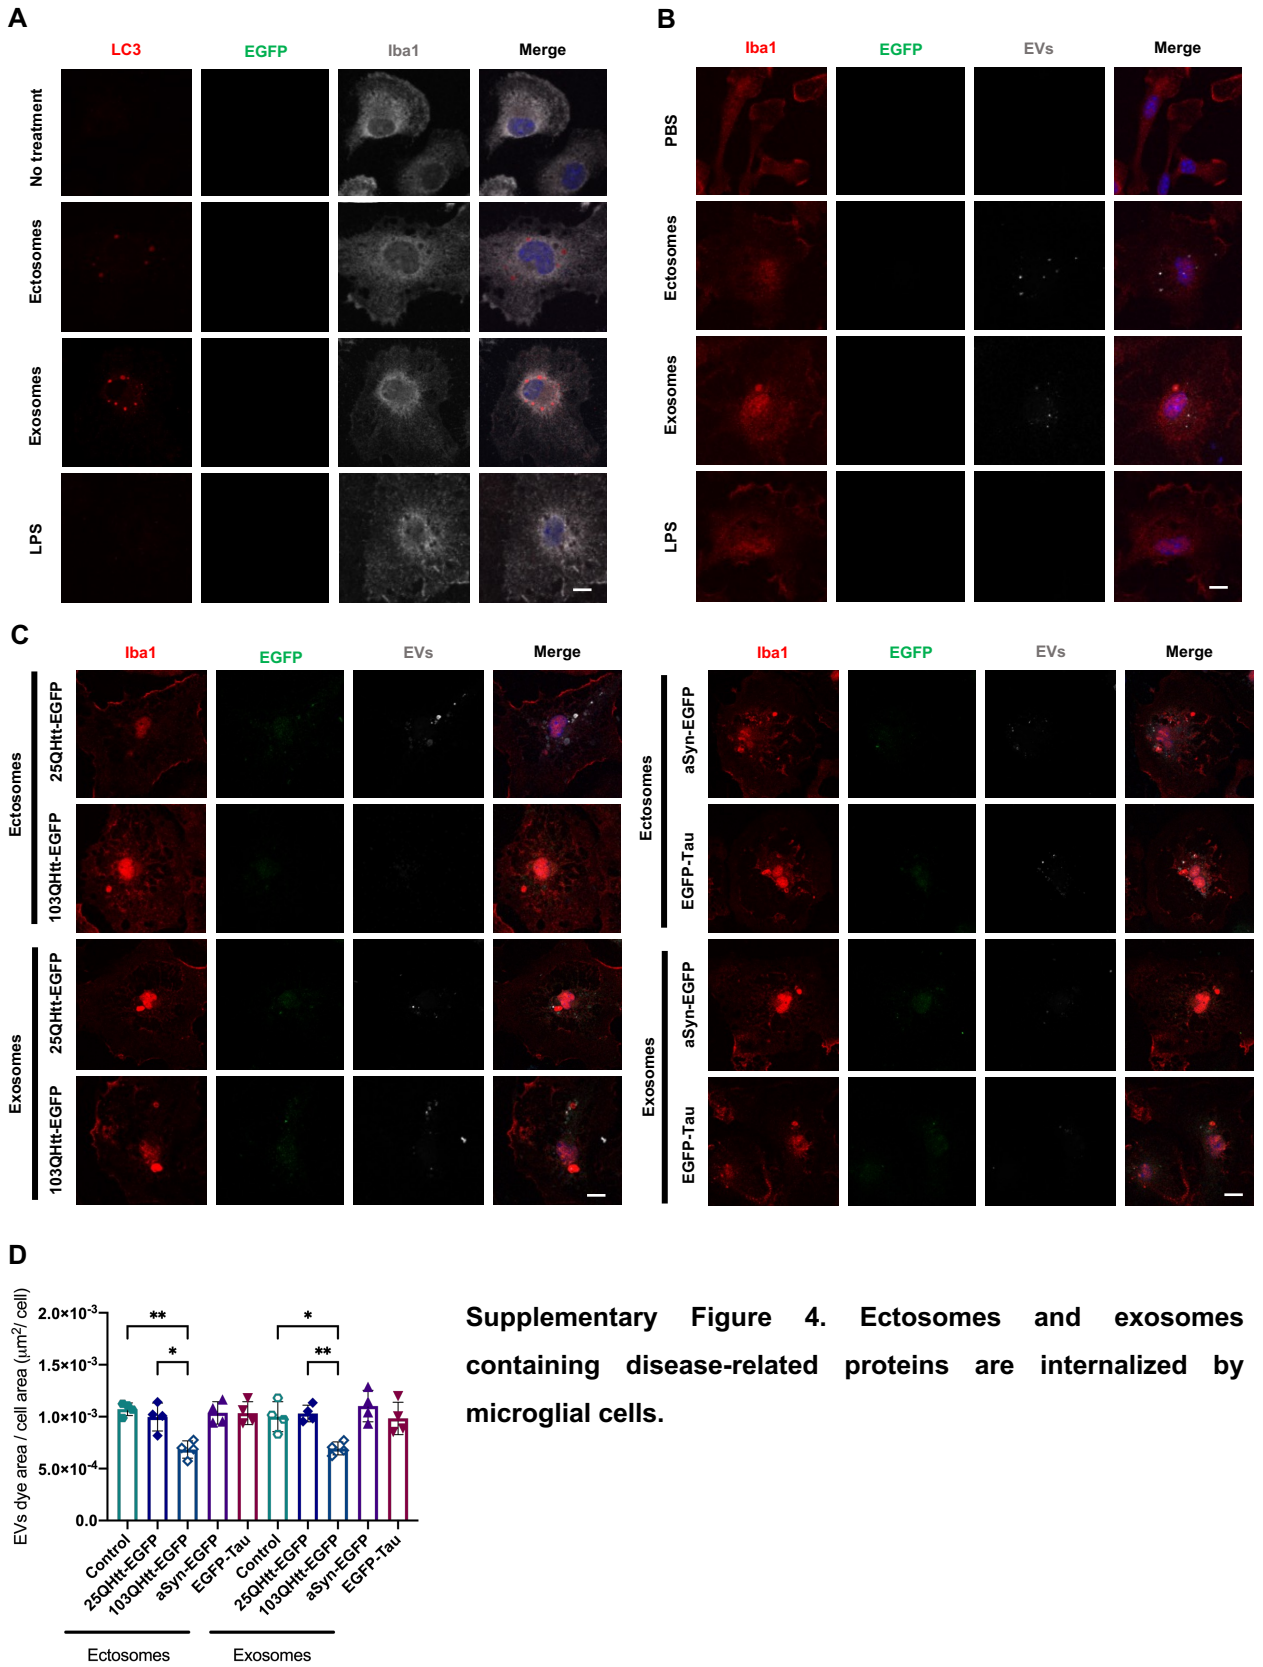 A
LC3 EGFP Iba1 Merge
No treatment
Ectosomes
Exosomes
LPS
B
Iba1 EGFP EVs Merge
PBS
Ectosomes
Exosomes
LPS
C
Iba1 EGFP EVs Merge
Ectosomes
25QHtt-EGFP
103QHtt-EGFP
Exosomes
25QHtt-EGFP
103QHtt-EGFP
Iba1 EGFP EVs Merge
Ectosomes
aSyn-EGFP
EGFP-Tau
Exosomes
aSyn-EGFP
EGFP-Tau
D
EVs dye area / cell area (µm²/ cell)
2.0×10⁻³
1.5×10⁻³
1.0×10⁻³
5.0×10⁻⁴
0.0
** *
* **
Control 25QHtt-EGFP 103QHtt-EGFP aSyn-EGFP EGFP-Tau Control 25QHtt-EGFP 103QHtt-EGFP aSyn-EGFP EGFP-Tau
Ectosomes Exosomes
Supplementary Figure 4. Ectosomes and exosomes
containing disease-related proteins are internalized by
microglial cells.